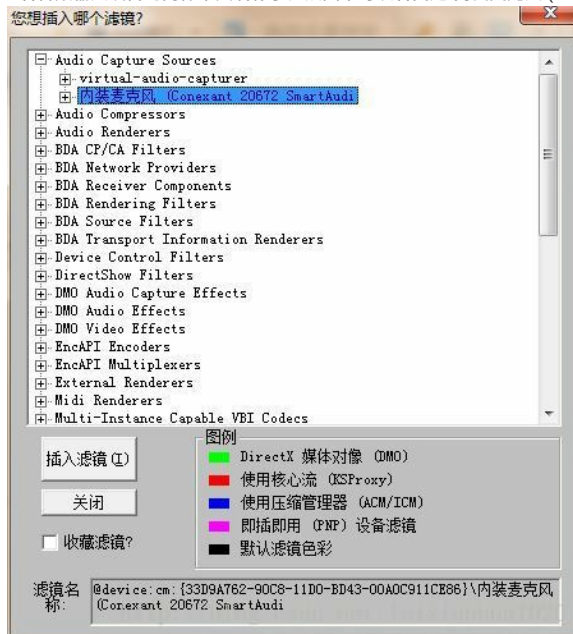 您想插入哪个滤镜?
Audio Capture Sources
virtual-audio-capturer
内装麦克风 (Conexant 20672 SmartAudi
Audio Compressors
Audio Renderers
BDA CP/CA Filters
BDA Network Providers
BDA Receiver Components
BDA Rendering Filters
BDA Source Filters
BDA Transport Information Renderers
Device Control Filters
DirectShow Filters
DMO Audio Capture Effects
DMO Audio Effects
DMO Video Effects
EncAPI Encoders
EncAPI Multiplexers
External Renderers
Midi Renderers
Multi-Instance Capable VBI Codecs
插入滤镜(I)
关闭
收藏滤镜?
图例
DirectX 媒体对像 (DMO)
使用核心流 (KSProxy)
使用压缩管理器 (ACM/ICM)
即插即用 (PNP) 设备滤镜
默认滤镜色彩
滤镜名称:
@device:cm:{33D9A762-90C8-11D0-BD43-00A0C911CE86}\内装麦克风
(Conexant 20672 SmartAudi